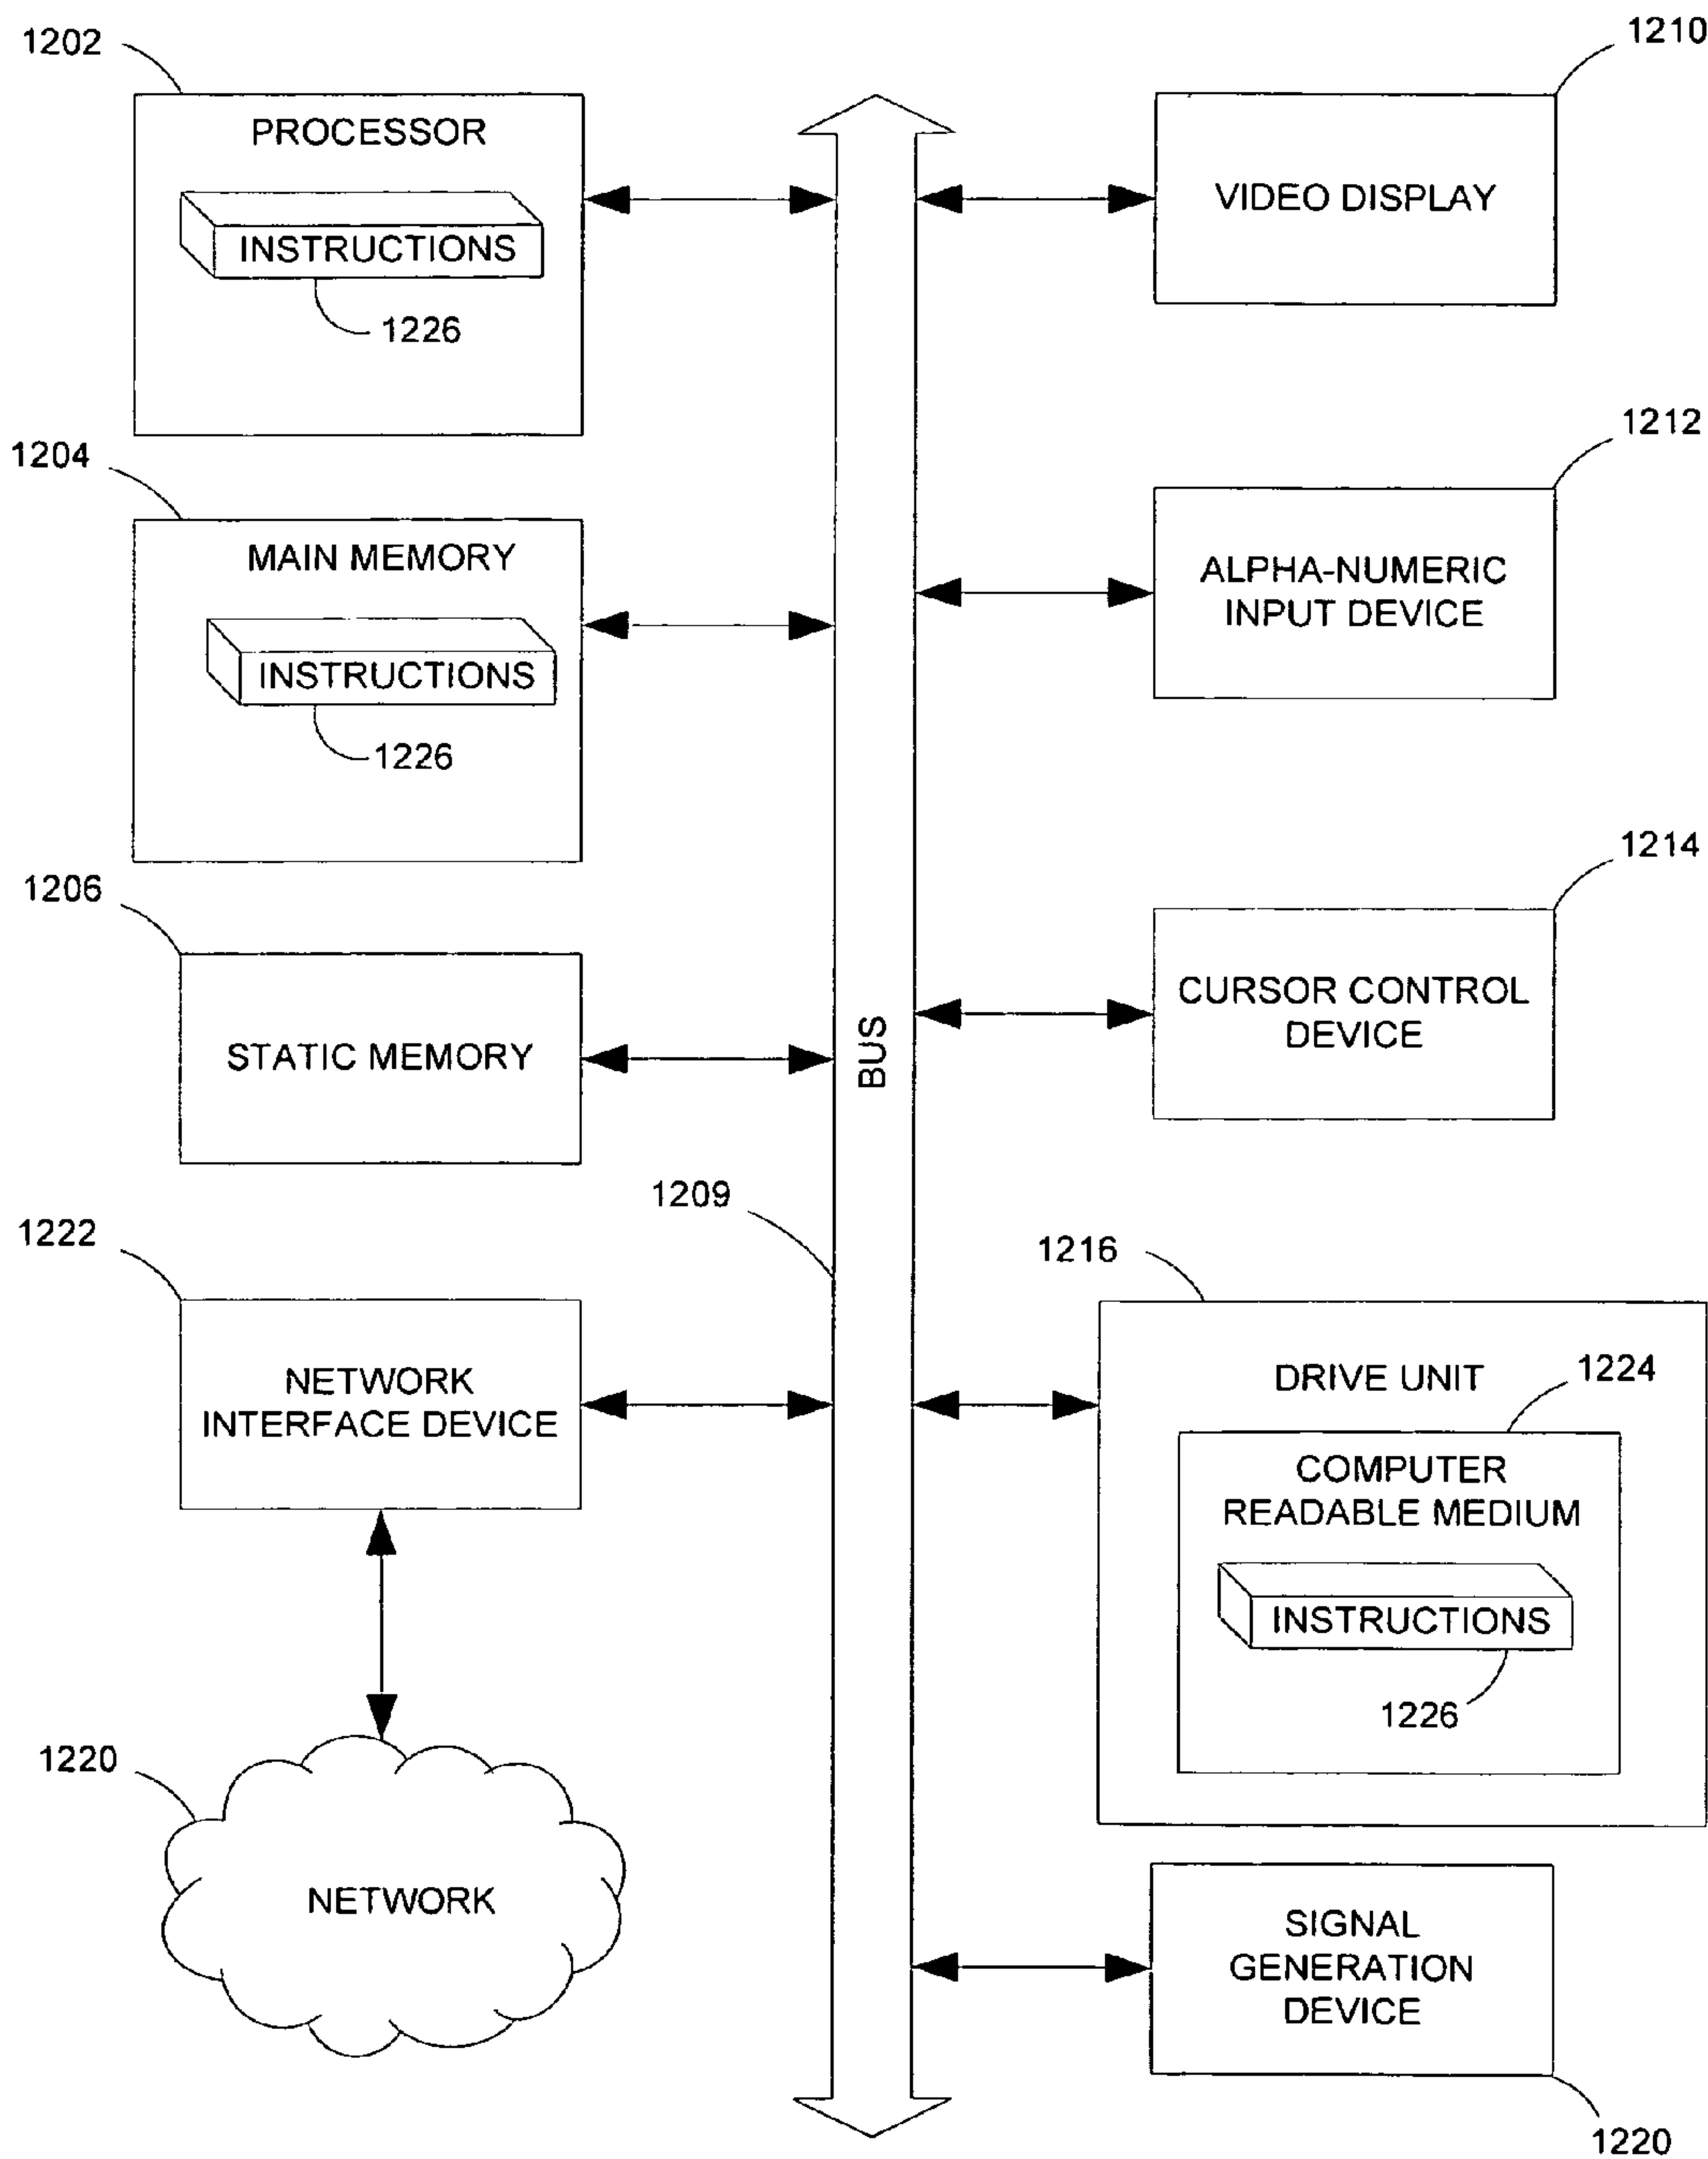 1202
PROCESSOR
INSTRUCTIONS
1226
1204
MAIN MEMORY
INSTRUCTIONS
1226
1206
STATIC MEMORY
1222
NETWORK
INTERFACE DEVICE
1220
NETWORK
1209
BUS
1210
VIDEO DISPLAY
1212
ALPHA-NUMERIC
INPUT DEVICE
1214
CURSOR CONTROL
DEVICE
1216
DRIVE UNIT
1224
COMPUTER
READABLE MEDIUM
INSTRUCTIONS
1226
SIGNAL
GENERATION
DEVICE
1220